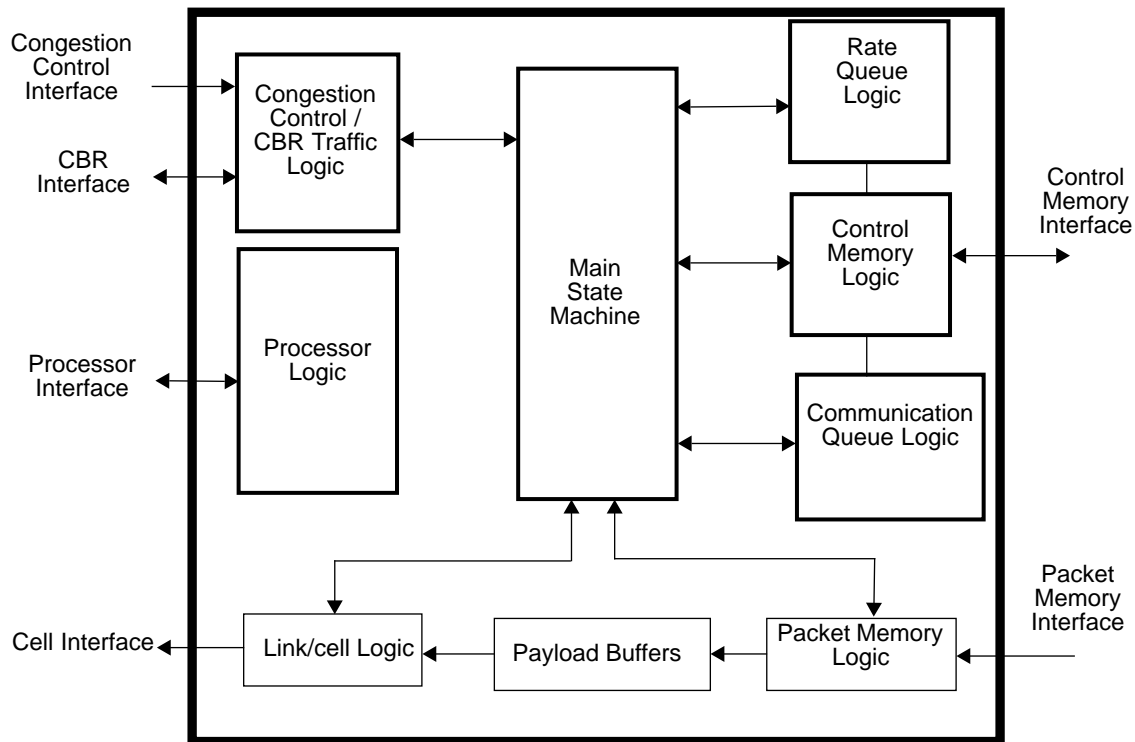 Congestion
Control
Interface
CBR
Interface
Processor
Interface
Cell Interface
Congestion
Control /
CBR Traffic
Logic
Processor
Logic
Main
State
Machine
Rate
Queue
Logic
Control
Memory
Logic
Communication
Queue Logic
Link/cell Logic
Payload Buffers
Packet Memory
Logic
Control
Memory
Interface
Packet
Memory
Interface